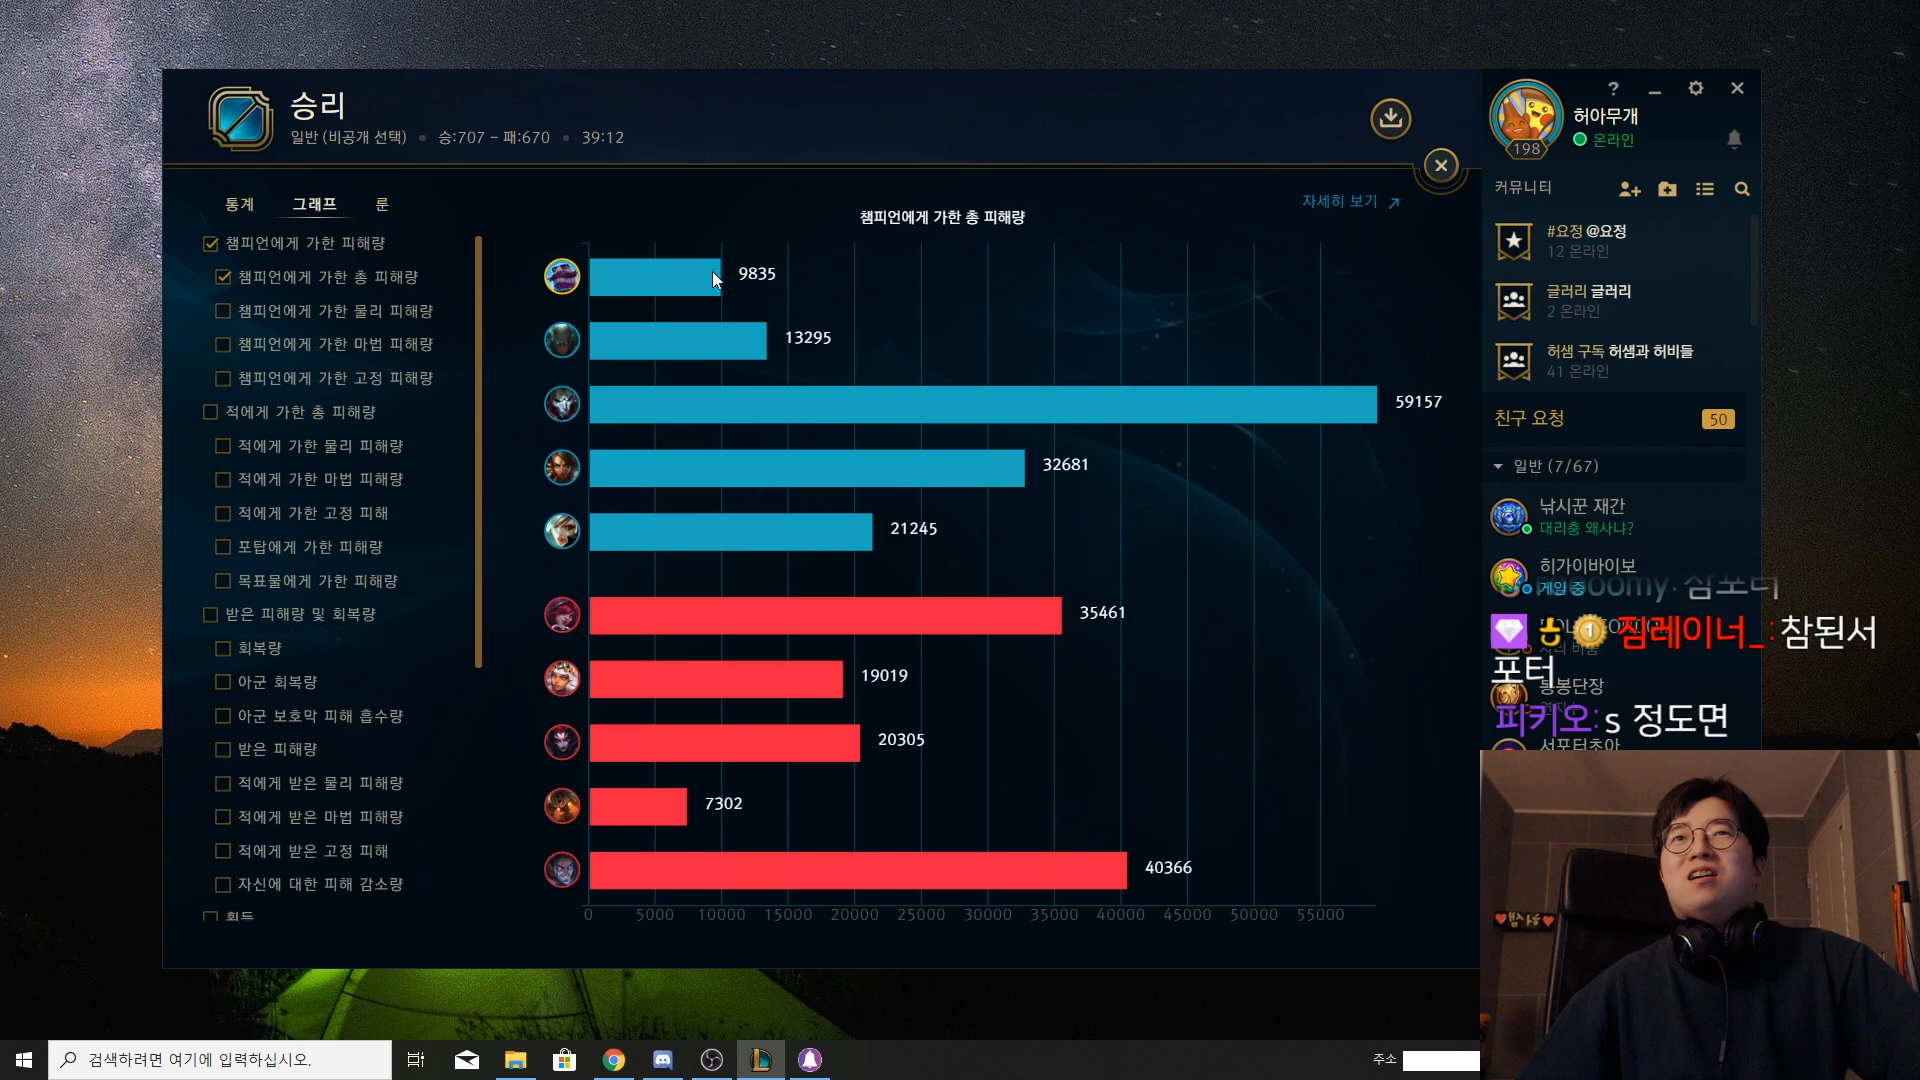 승리
일반 (비공개 선택) • 승:707 - 패:670 • 39:12
통계 그래프 룬
챔피언에게 가한 피해량
챔피언에게 가한 총 피해량
챔피언에게 가한 물리 피해량
챔피언에게 가한 마법 피해량
챔피언에게 가한 고정 피해량
적에게 가한 총 피해량
적에게 가한 물리 피해량
적에게 가한 마법 피해량
적에게 가한 고정 피해
포탑에게 가한 피해량
목표물에게 가한 피해량
받은 피해량 및 회복량
회복량
아군 회복량
아군 보호막 피해 흡수량
받은 피해량
적에게 받은 물리 피해량
적에게 받은 마법 피해량
적에게 받은 고정 피해
자신에 대한 피해 감소량
획득
자세히 보기
챔피언에게 가한 총 피해량
9835
13295
59157
32681
21245
35461
19019
20305
7302
40366
0 5000 10000 15000 20000 25000 30000 35000 40000 45000 50000 55000
?
허아무개
온라인
198
커뮤니티
#요정 @요정
12 온라인
글러리 글러리
2 온라인
허샘 구독 허샘과 허비들
41 온라인
친구 요청 50
일반 (7/67)
낚시꾼 재간
대리충 왜사냐?
히가이바이보
게임 중
omy: 참포터
짐레이너_: 참된서
포터
동봉단장
피키오: s 정도면
서포터초아
검색하려면 여기에 입력하십시오.
주소